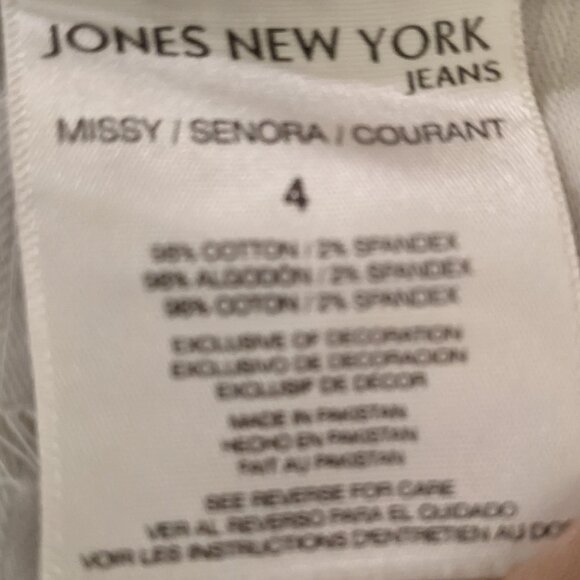 JONES NEW YORK
JEANS
MISSY / SENORA / COURANT
4
98% COTTON / 2% SPANDEX
98% ALGODÓN / 2% SPANDEX
98% COTON / 2% SPANDEX
EXCLUSIVE OF DECORATION
EXCLUSIVO DE DECORACION
EXCLUSIF DE DÉCOR
MADE IN PAKISTAN
HECHO EN PAKISTAN
FAIT AU PAKISTAN
SEE REVERSE FOR CARE
VER AL REVERSO PARA EL CUIDADO
VOIR LES INSTRUCTIONS D'ENTRETIEN AU DOS